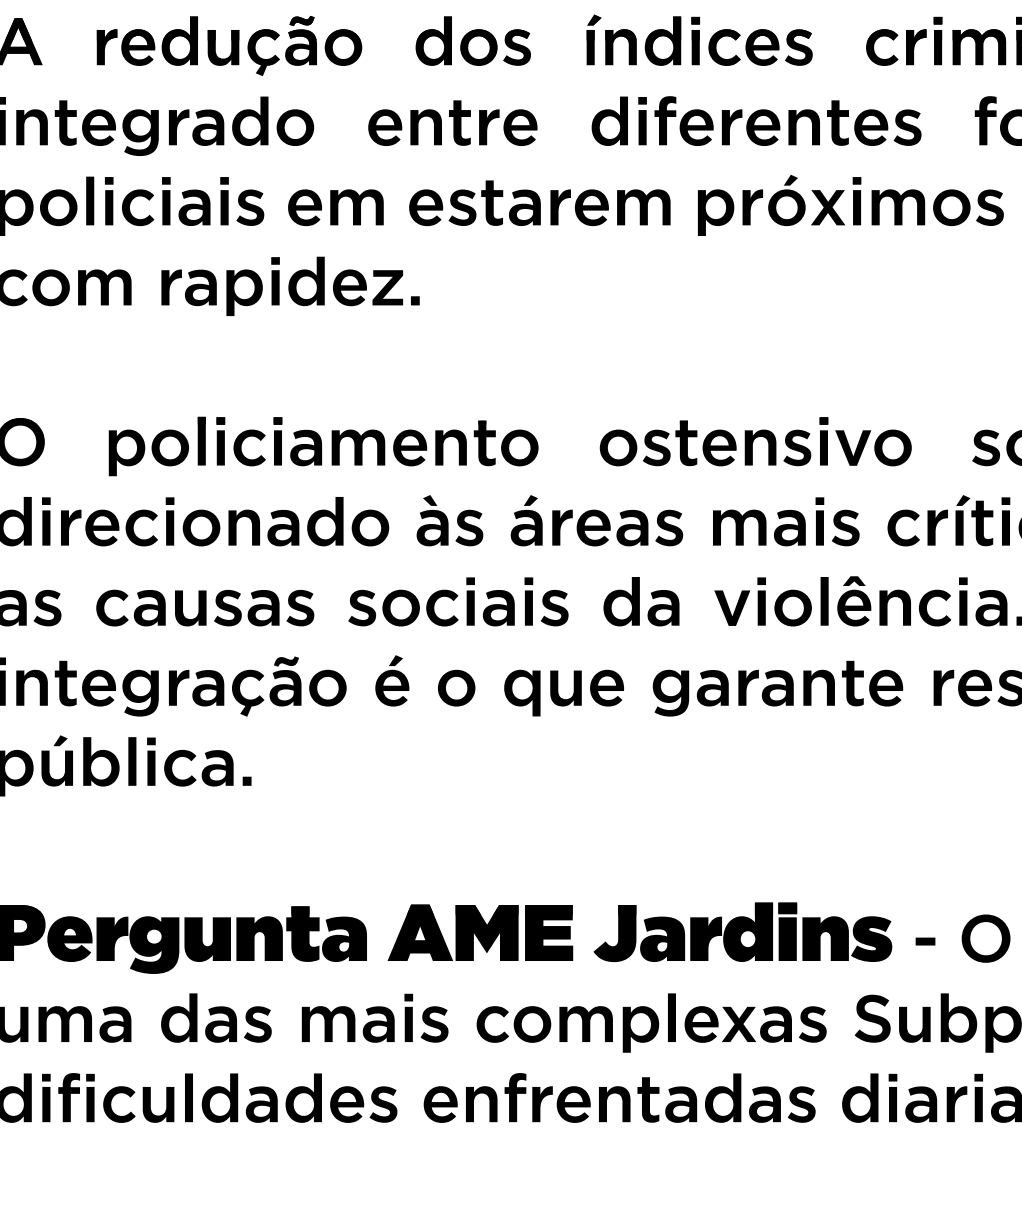 A redução dos índices crimi
integrado entre diferentes fo
policiais em estarem próximos
com rapidez.
O policiamento ostensivo so
direcionado às áreas mais críti
as causas sociais da violência.
integração é o que garante res
pública.
Pergunta AME Jardins - O
uma das mais complexas Subp
dificuldades enfrentadas diaria